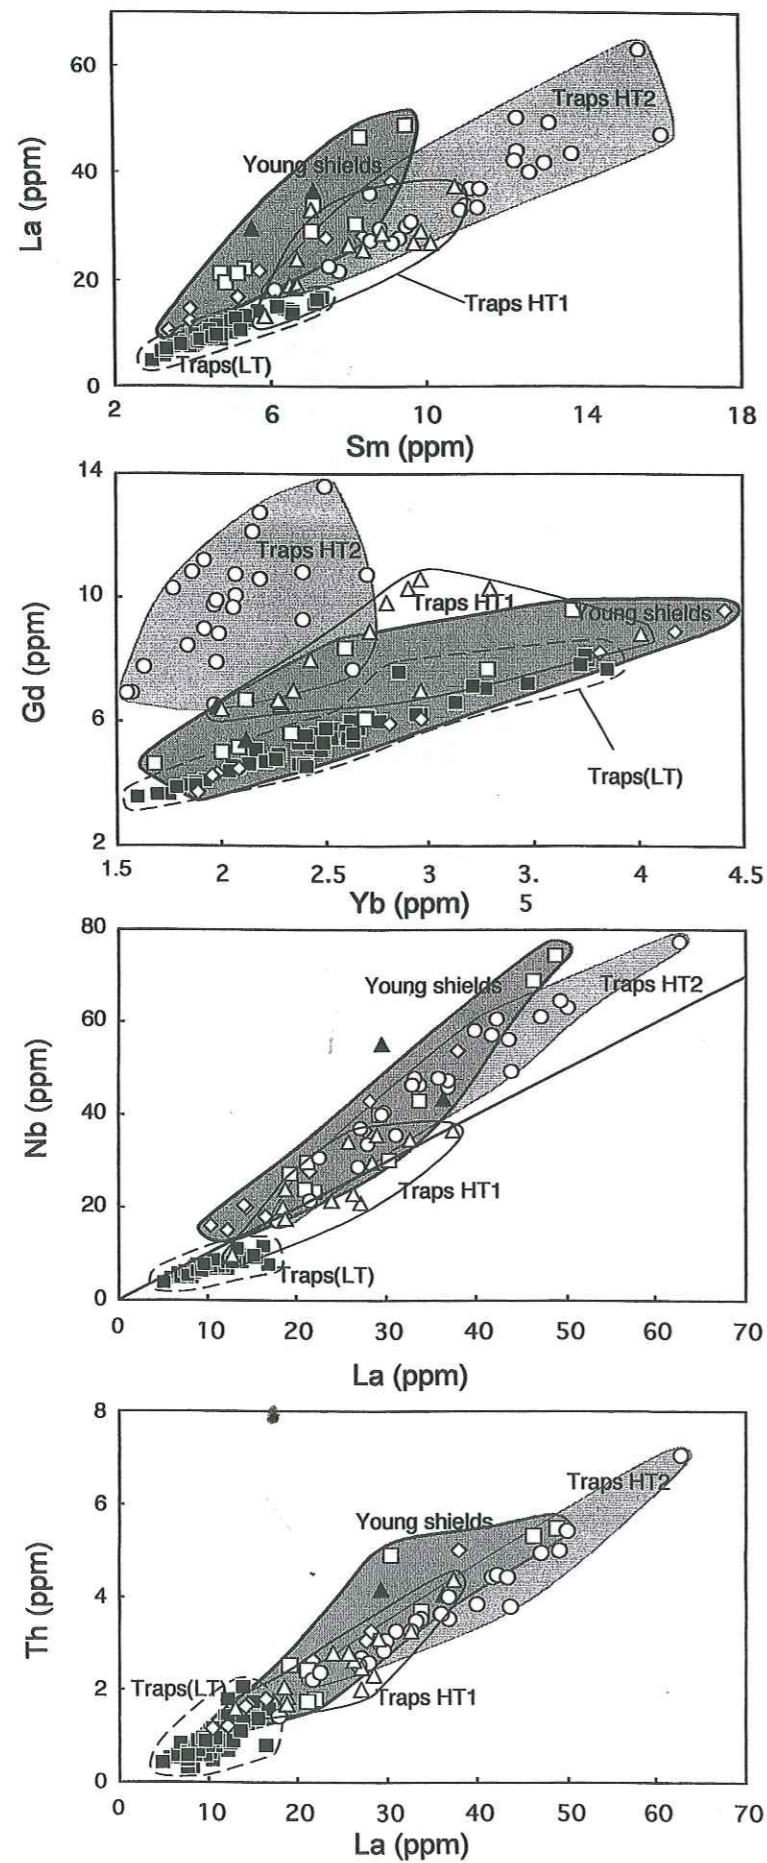 60
Traps HT2
40
Young shields
La (ppm)
20
Traps HT1
Traps(LT)
0
2 6 10 14 18
Sm (ppm)
14
Traps HT2
10
Traps HT1
Young shields
Gd (ppm)
6
Traps(LT)
2
1.5 2 2.5 3 3. 4 4.5
5
Yb (ppm)
80
Young shields
Traps HT2
60
Nb (ppm)
40
Traps HT1
20
Traps(LT)
0
0 10 20 30 40 50 60 70
La (ppm)
8
Traps HT2
6
Young shields
Th (ppm)
4
2
Traps(LT)
Traps HT1
0
0 10 20 30 40 50 60 70
La (ppm)